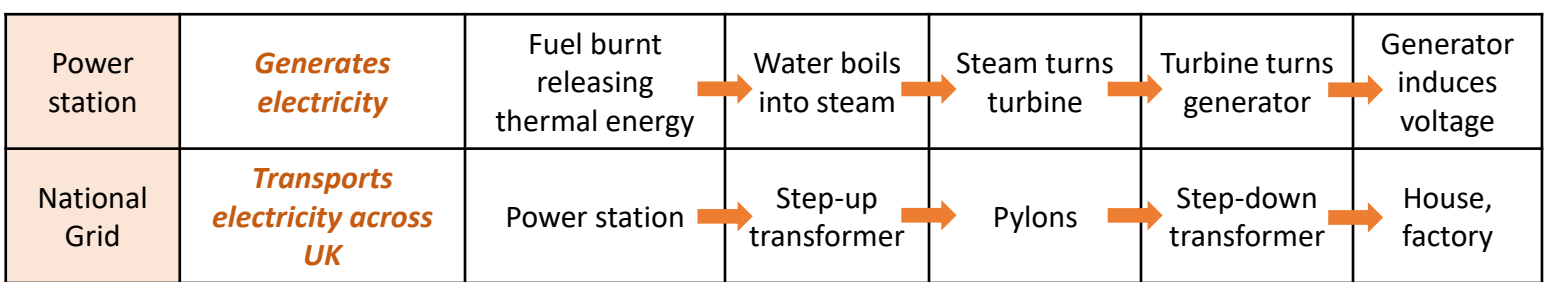 Power
station
Generates
electricity
Fuel burnt
releasing
thermal energy
Water boils
into steam
Steam turns
turbine
Turbine turns
generator
Generator
induces
voltage
National
Grid
Transports
electricity across
UK
Power station
Step-up
transformer
Pylons
Step-down
transformer
House,
factory